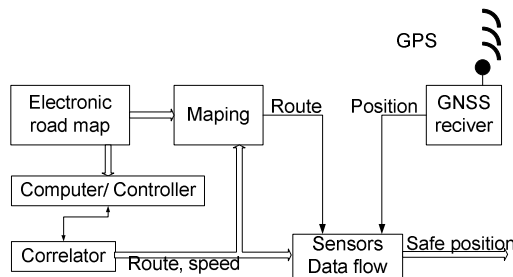 GPS
Electronic
road map
Maping
Route
Position
GNSS
reciver
Computer/ Controller
Correlator
Route, speed
Sensors
Data flow
Safe position